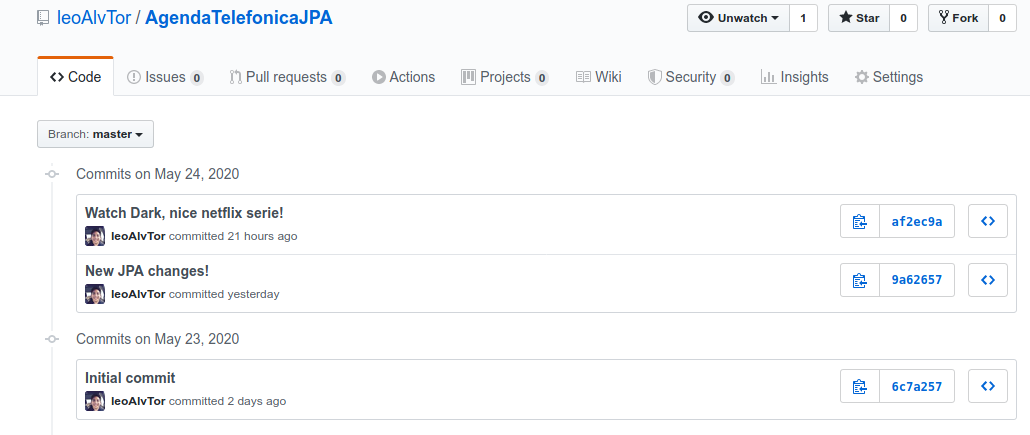 leoAlvTor / AgendaTelefonicaJPA
Unwatch 1 Star 0 Fork 0
Code Issues 0 Pull requests 0 Actions Projects 0 Wiki Security 0 Insights Settings
Branch: master
Commits on May 24, 2020
Watch Dark, nice netflix serie!
leoAlvTor committed 21 hours ago
af2ec9a
New JPA changes!
leoAlvTor committed yesterday
9a62657
Commits on May 23, 2020
Initial commit
leoAlvTor committed 2 days ago
6c7a257